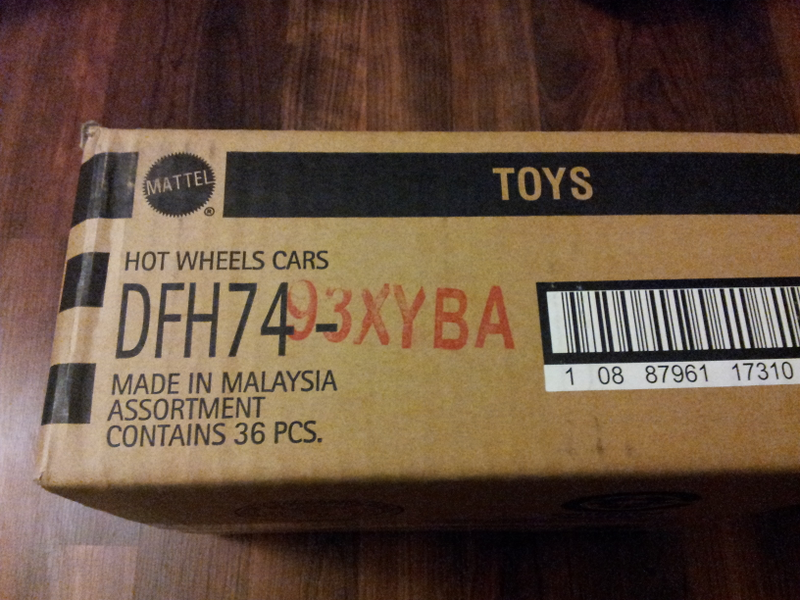 MATTEL
®
TOYS
HOT WHEELS CARS
DFH74-
93XYBA
MADE IN MALAYSIA
ASSORTMENT
CONTAINS 36 PCS.
1 08 87961 17310